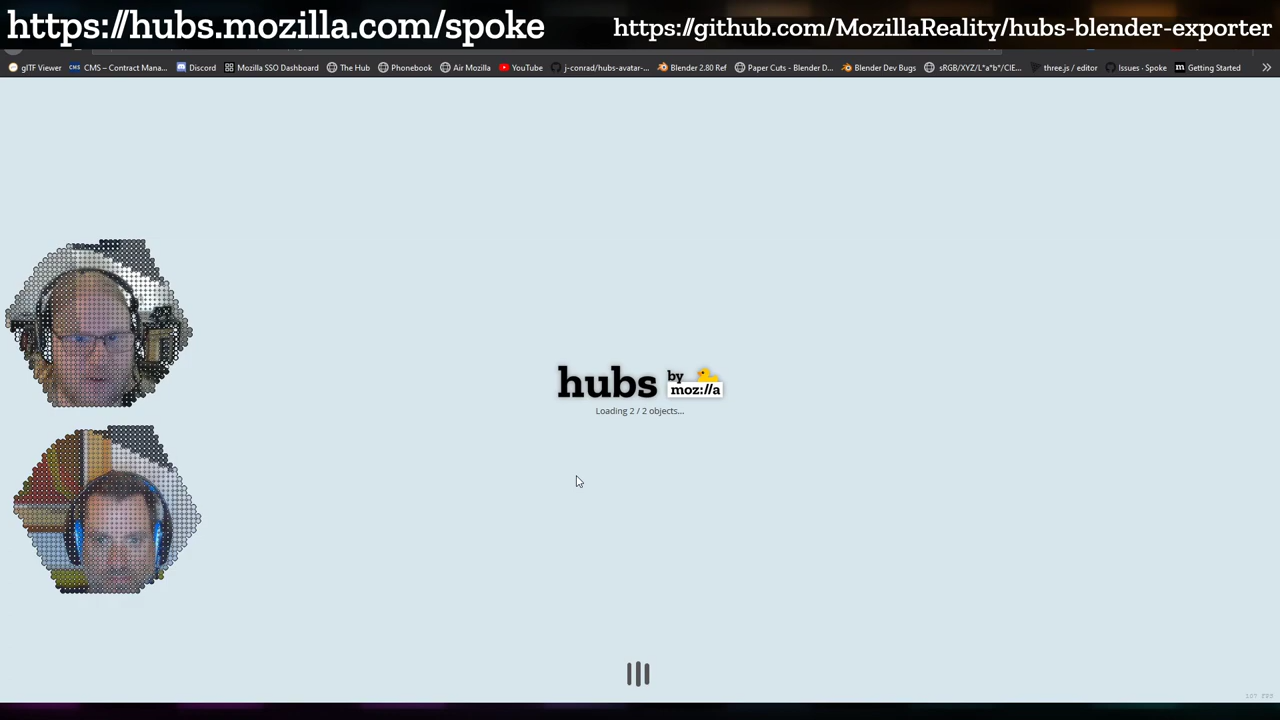 https://hubs.mozilla.com/spoke
https://github.com/MozillaReality/hubs-blender-exporter
glTF Viewer CMS CMS – Contract Mana... Discord Mozilla SSO Dashboard The Hub Phonebook Air Mozilla YouTube j-conrad/hubs-avatar-... Blender 2.80 Ref Paper Cuts - Blender D... Blender Dev Bugs sRGB/XYZ/L*a*b*/CIE... three.js / editor Issues · Spoke m Getting Started
hubs by moz://a
Loading 2 / 2 objects...